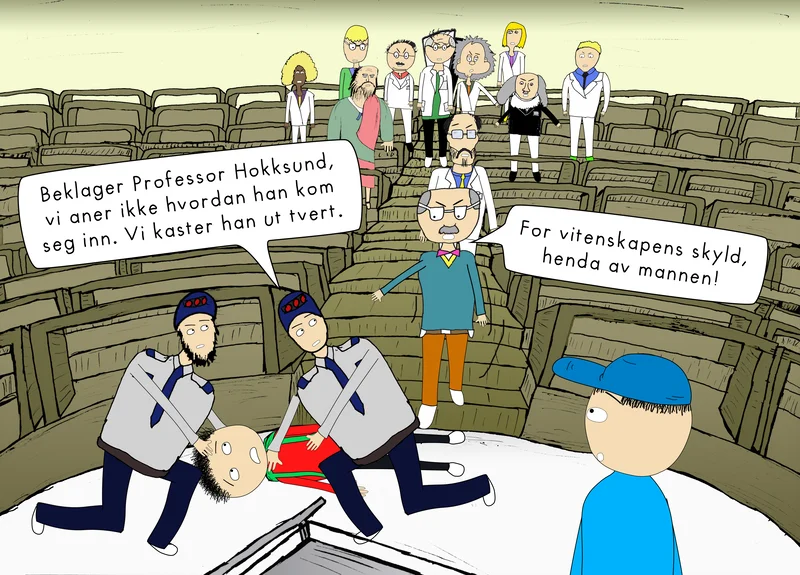 Beklager Professor Hokksund,
vi aner ikke hvordan han kom
seg inn. Vi kaster han ut tvert.
For vitenskapens skyld,
henda av mannen!